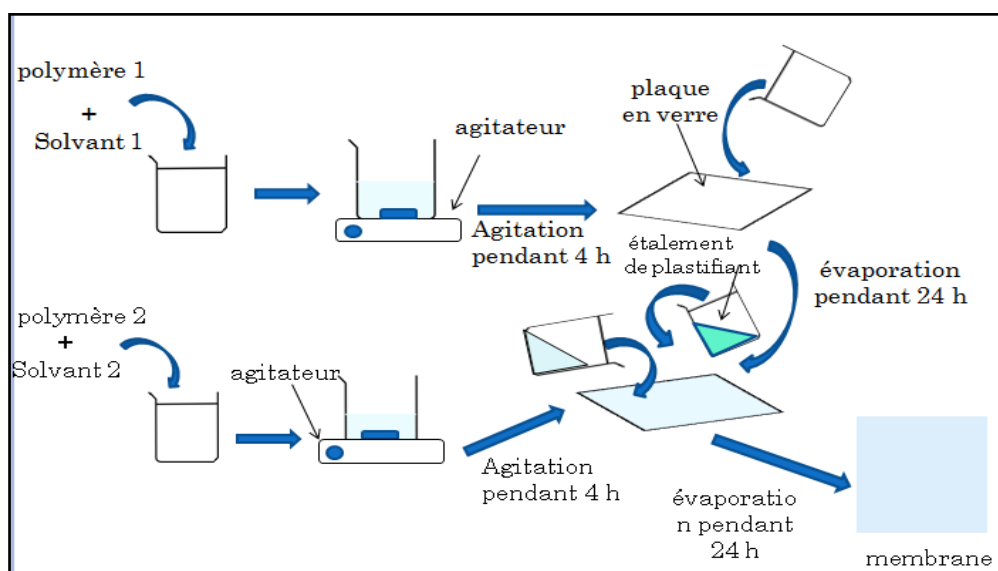 polymère 1
+
Solvant 1
agitateur
Agitation
pendant 4 h
plaque
en verre
étalement
de plastifiant
évaporation
pendant 24 h
polymère 2
+
Solvant 2
agitateur
Agitation
pendant 4 h
évaporatio
n pendant
24 h
membrane